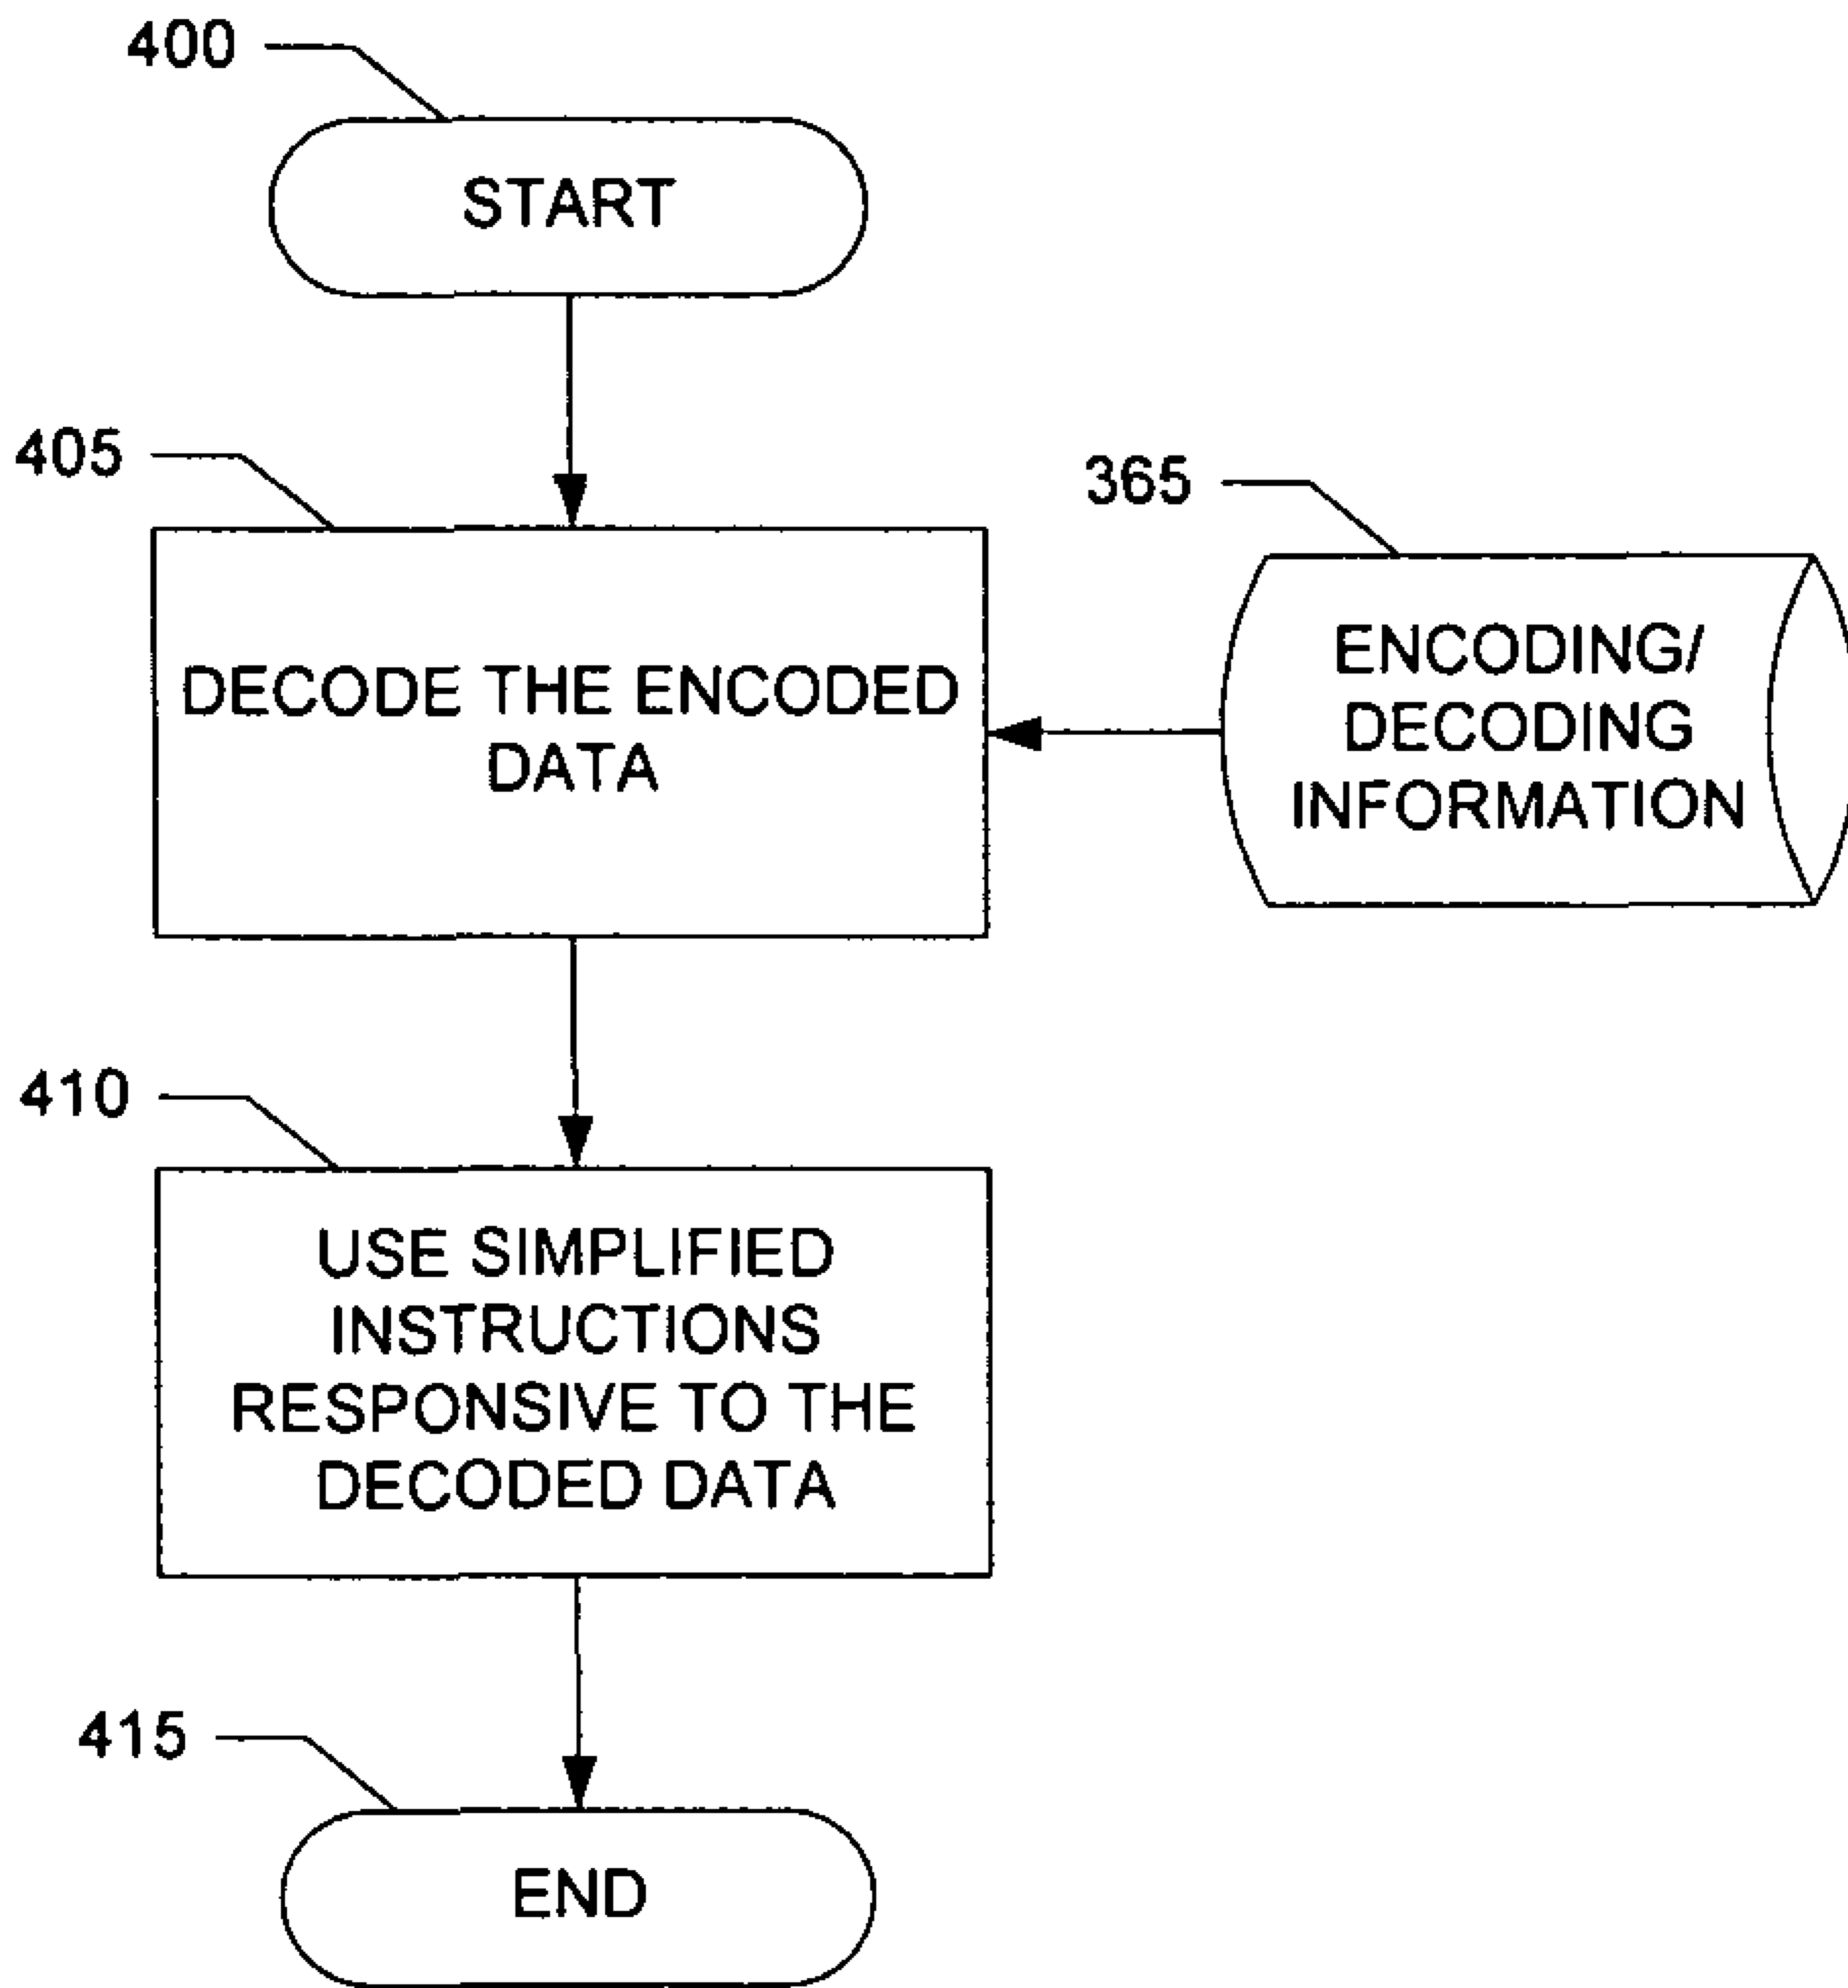 400
START
405
DECODE THE ENCODED
DATA
365
ENCODING/
DECODING
INFORMATION
410
USE SIMPLIFIED
INSTRUCTIONS
RESPONSIVE TO THE
DECODED DATA
415
END